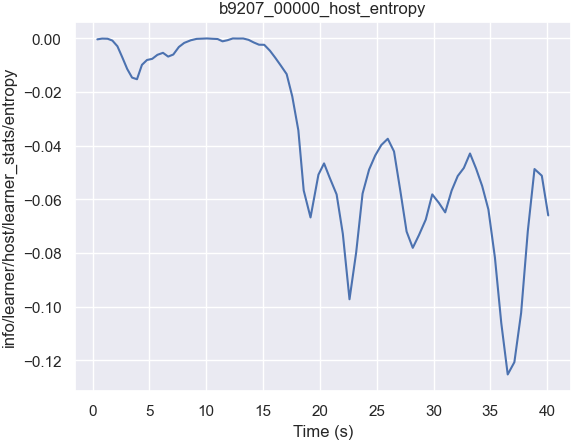 b9207_00000_host_entropy
info/learner/host/learner_stats/entropy
0.00
−0.02
−0.04
−0.06
−0.08
−0.10
−0.12
0 5 10 15 20 25 30 35 40
Time (s)